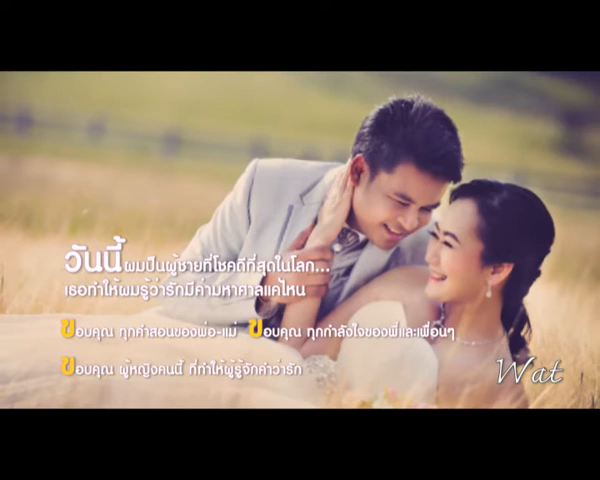 วันนี้ ผมเป็นผู้ชายที่โชคดีที่สุดในโลก...
เธอทำให้ผมรู้ว่ารักมีค่ามหาศาลแค่ไหน
ขอบคุณ ทุกคำสอนของพ่อ-แม่ ขอบคุณ ทุกกำลังใจของพี่และเพื่อนๆ
ขอบคุณ ผู้หญิงคนนี้ ที่ทำให้ผู้รู้จักคำว่ารัก
Wat